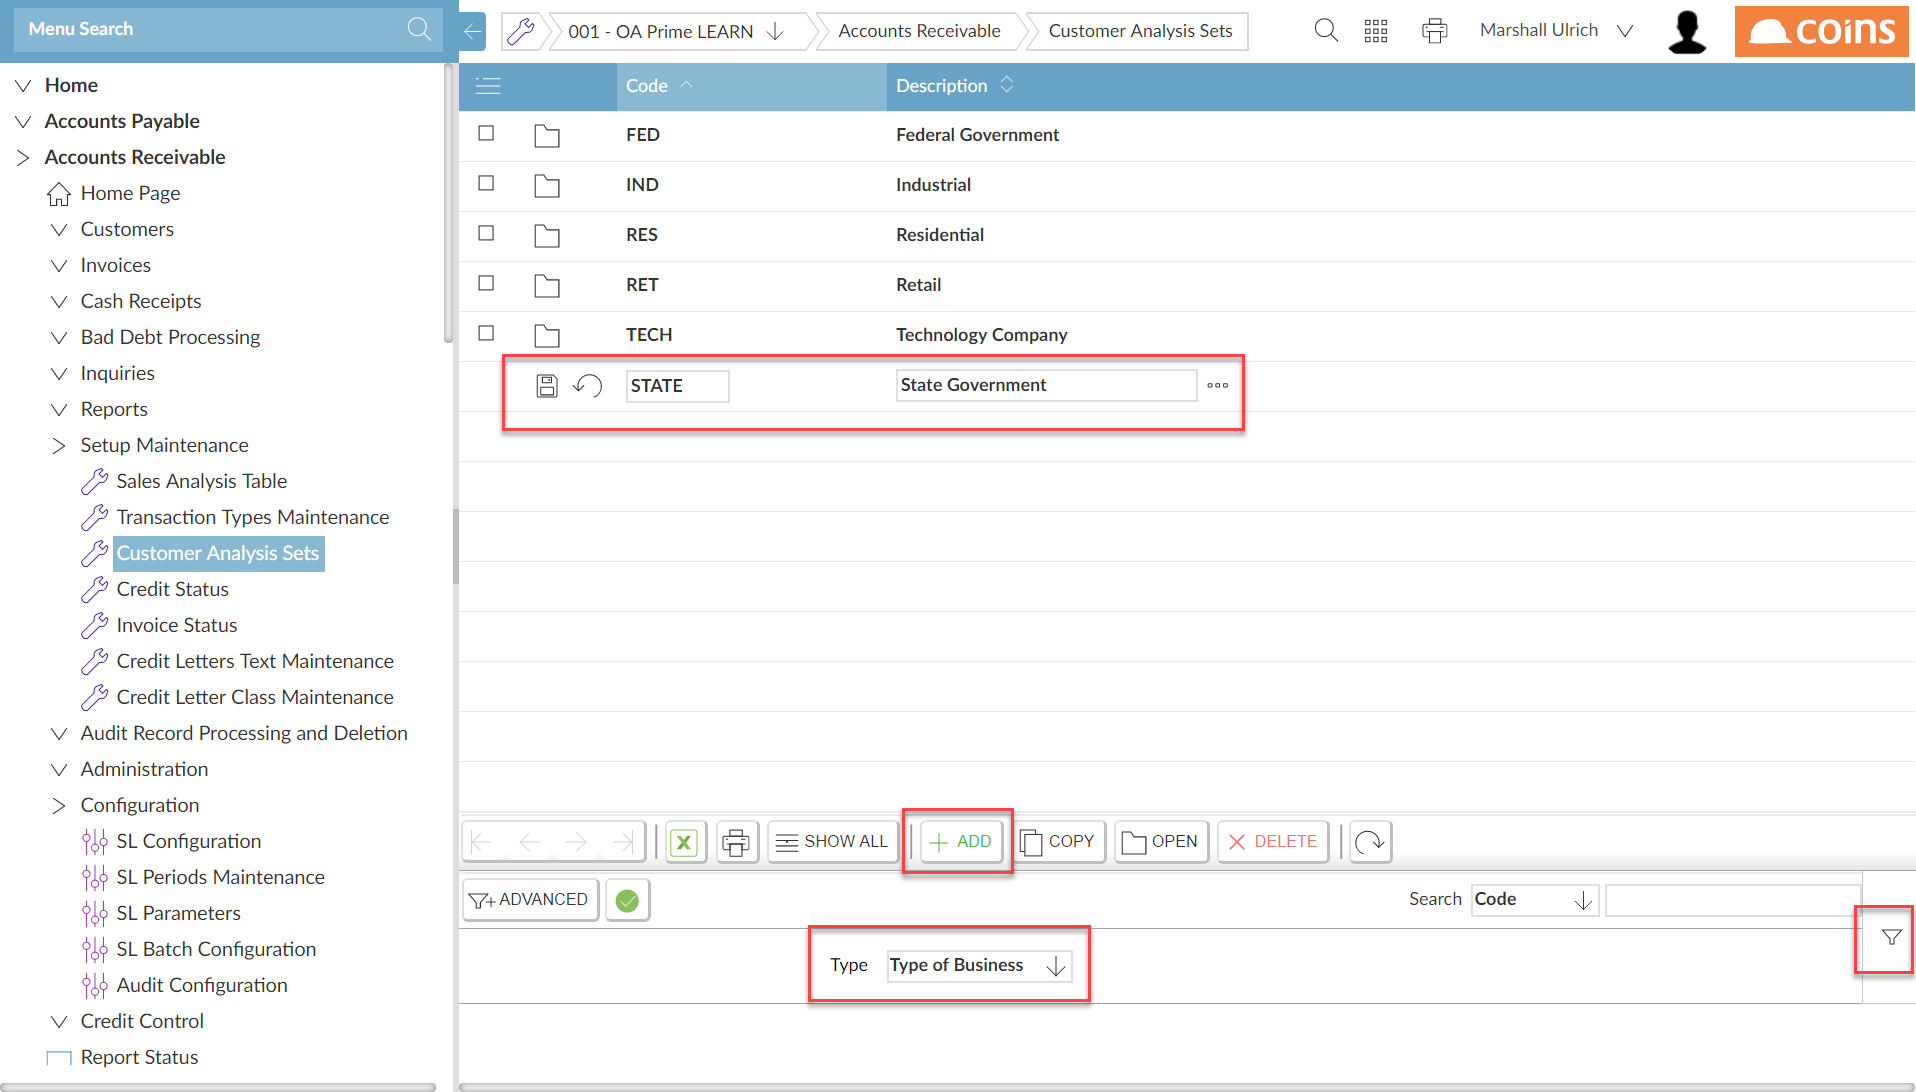 Menu Search
001 - OA Prime LEARN
Accounts Receivable
Customer Analysis Sets
Marshall Ulrich
coins
Home
Accounts Payable
Accounts Receivable
Home Page
Customers
Invoices
Cash Receipts
Bad Debt Processing
Inquiries
Reports
Setup Maintenance
Sales Analysis Table
Transaction Types Maintenance
Customer Analysis Sets
Credit Status
Invoice Status
Credit Letters Text Maintenance
Credit Letter Class Maintenance
Audit Record Processing and Deletion
Administration
Configuration
SL Configuration
SL Periods Maintenance
SL Parameters
SL Batch Configuration
Audit Configuration
Credit Control
Report Status
Code Description
FED Federal Government
IND Industrial
RES Residential
RET Retail
TECH Technology Company
STATE State Government
SHOW ALL ADD COPY OPEN DELETE
ADVANCED Search Code
Type Type of Business